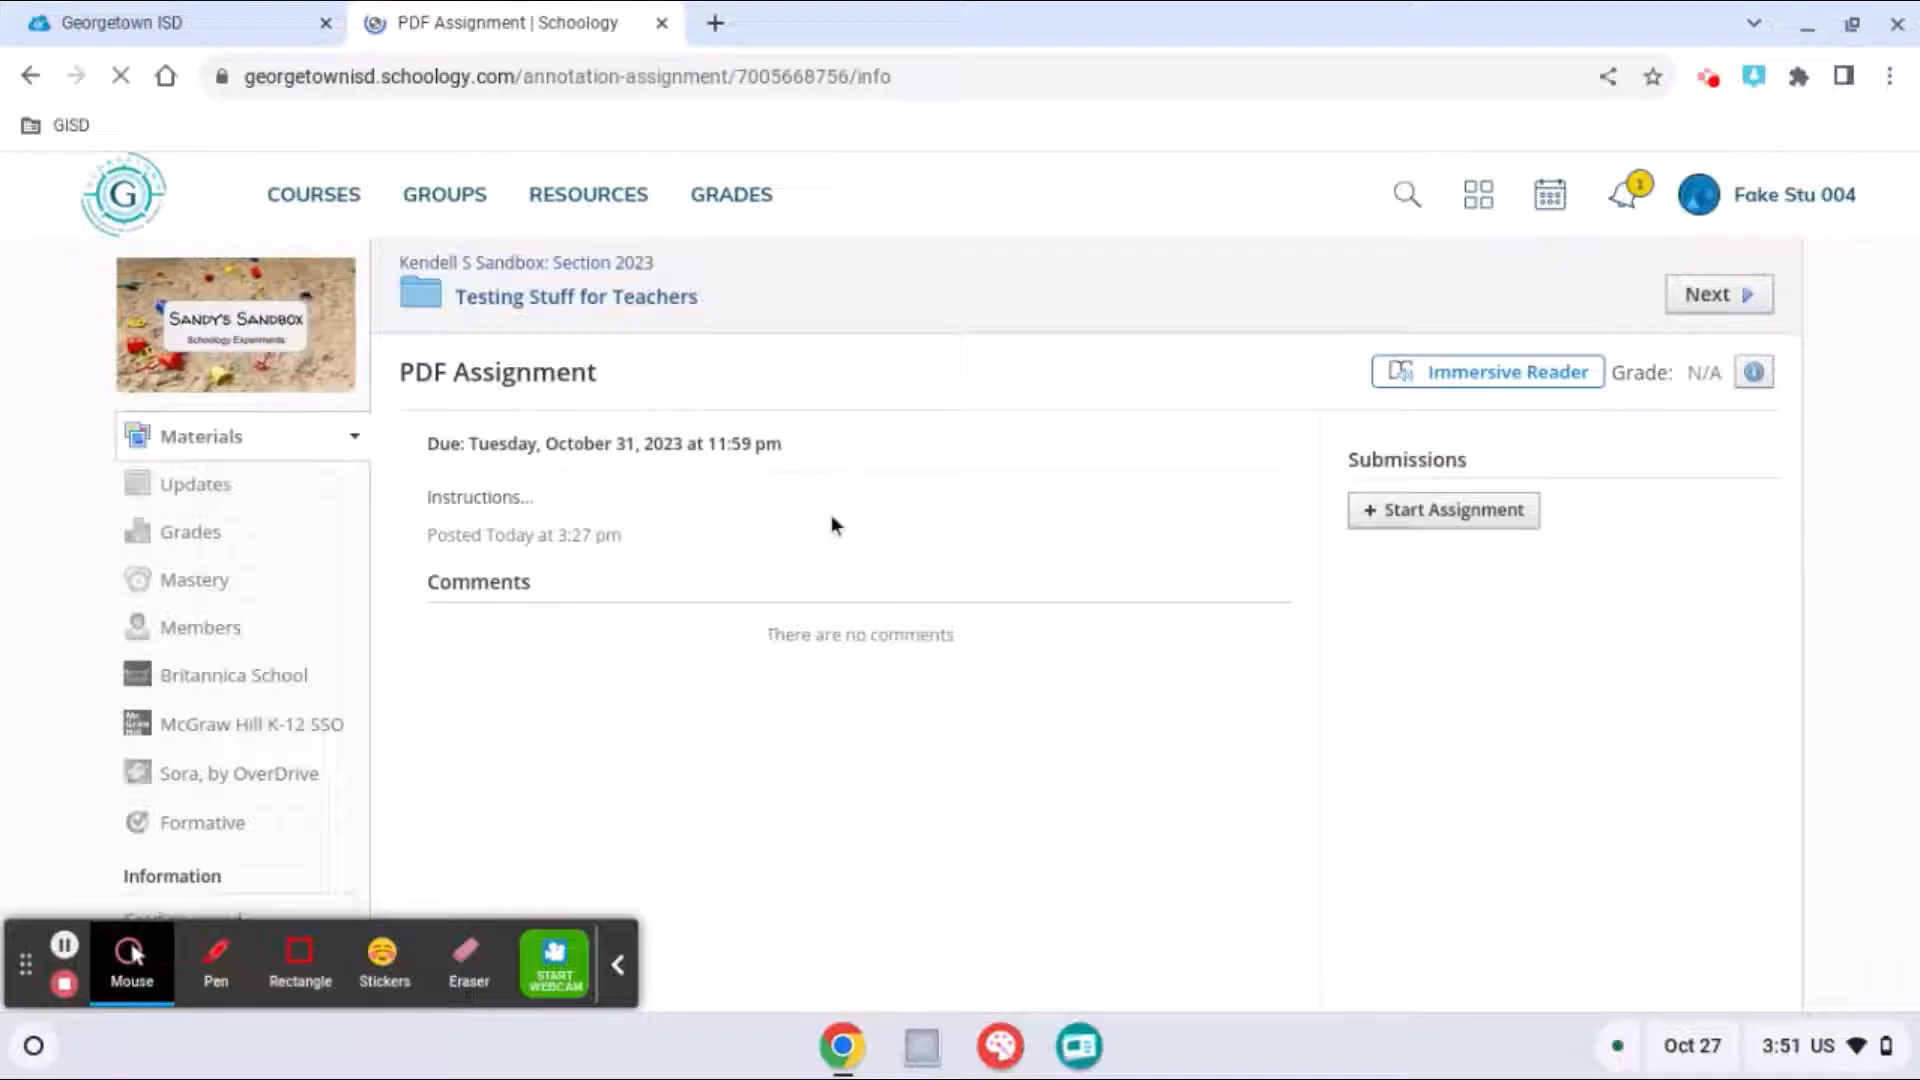 Georgetown ISD
PDF Assignment | Schoology
georgetownisd.schoology.com/annotation-assignment/7005668756/info
GISD
G
COURSES
GROUPS
RESOURCES
GRADES
1
Fake Stu 004
SANDY'S SANDBOX
Schoology Experiments
Kendell S Sandbox: Section 2023
Testing Stuff for Teachers
Next
PDF Assignment
Immersive Reader
Grade: N/A
Materials
Updates
Grades
Mastery
Members
Britannica School
McGraw Hill K-12 SSO
Sora, by OverDrive
Formative
Information
Due: Tuesday, October 31, 2023 at 11:59 pm
Instructions...
Posted Today at 3:27 pm
Comments
There are no comments
Submissions
+ Start Assignment
Mouse
Pen
Rectangle
Stickers
Eraser
START
WEBCAM
Oct 27
3:51 US